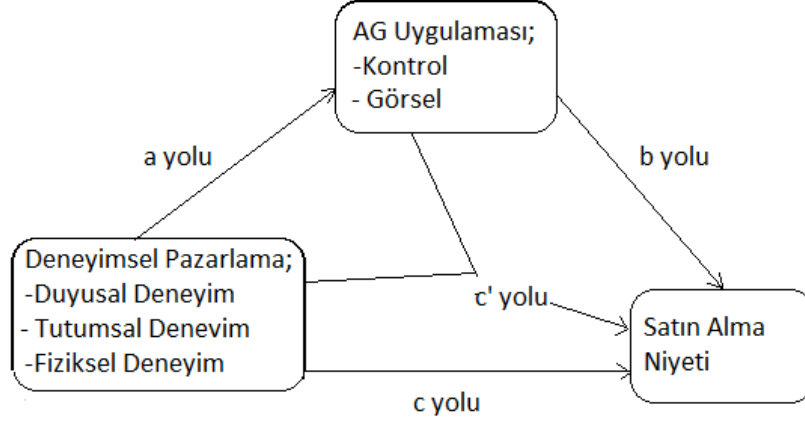 AG Uygulaması;
-Kontrol
- Görsel
a yolu
b yolu
Deneyimsel Pazarlama;
-Duyusal Deneyim
- Tutumsal Denevim
-Fiziksel Deneyim
c' yolu
Satın Alma
Niyeti
c yolu